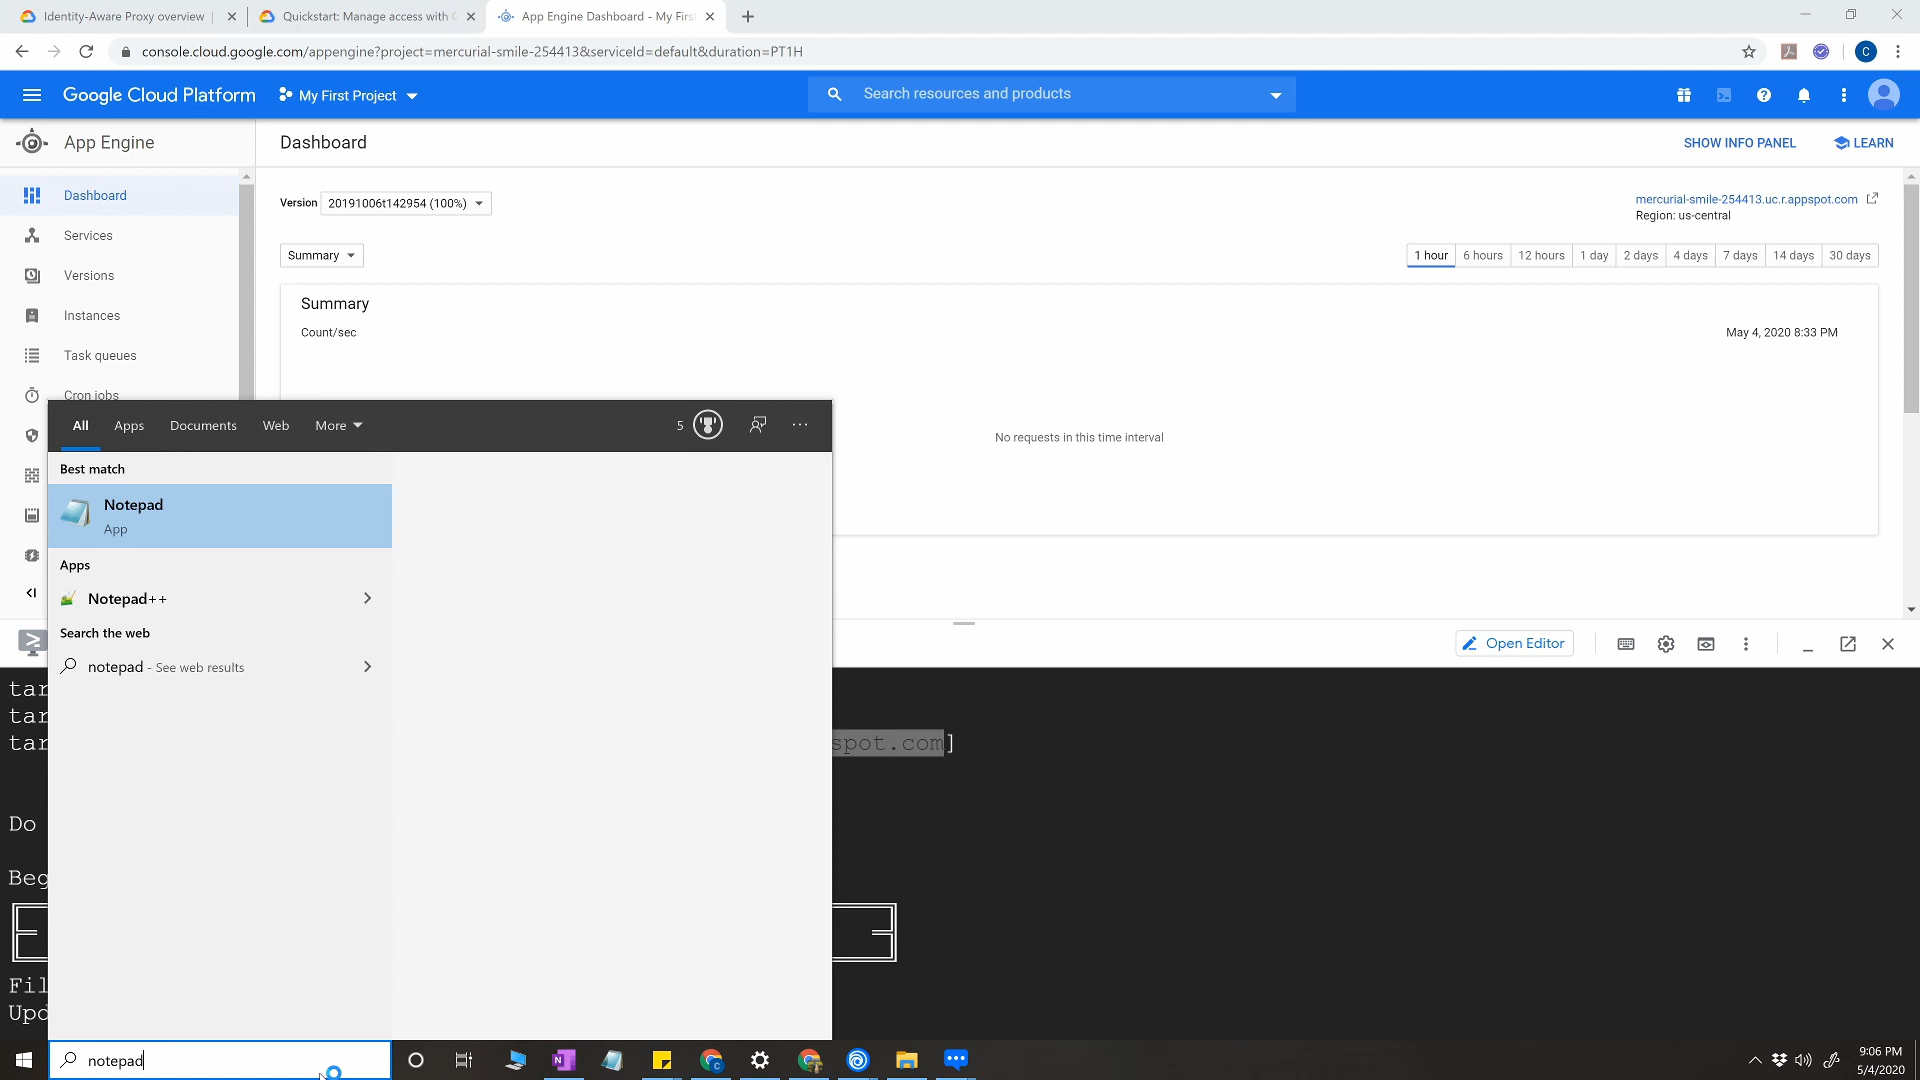 Identity-Aware Proxy overview
Quickstart: Manage access with
App Engine Dashboard - My Firs
console.cloud.google.com/appengine?project=mercurial-smile-254413&serviceId=default&duration=PT1H
C
Google Cloud Platform
My First Project
Search resources and products
App Engine
Dashboard
SHOW INFO PANEL
LEARN
Dashboard
Services
Versions
Instances
Task queues
Cron jobs
Version
20191006t142954 (100%)
mercurial-smile-254413.uc.r.appspot.com
Region: us-central
Summary
1 hour
6 hours
12 hours
1 day
2 days
4 days
7 days
14 days
30 days
Summary
Count/sec
May 4, 2020 8:33 PM
No requests in this time interval
All
Apps
Documents
Web
More
5
Best match
Notepad
App
Apps
Notepad++
Search the web
notepad - See web results
Open Editor
tar
tar
tar
spot.com]
Do
Beg
Fil
Upd
notepad
9:06 PM
5/4/2020